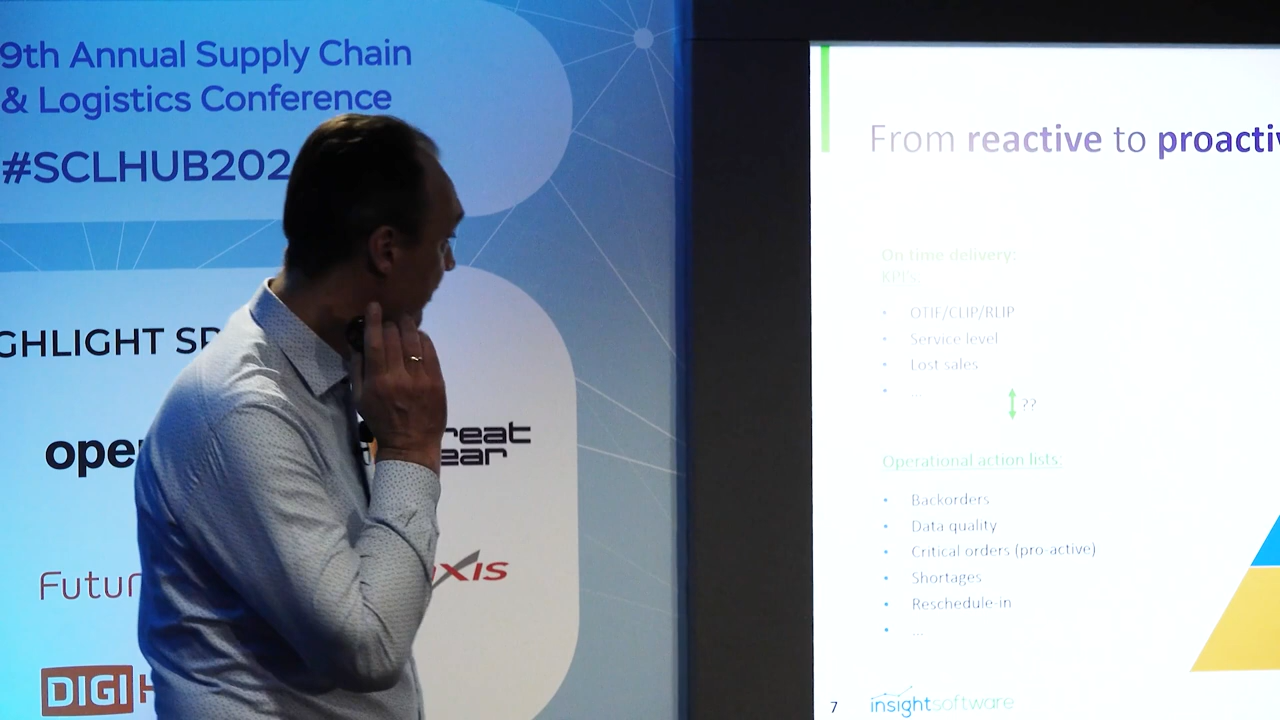 9th Annual Supply Chain
& Logistics Conference
#SCLHUB202
GHLIGHT SP
ope
reat
ear
Futur
xis
DIGI
From reactive to proactiv
On time delivery:
KPI's:
• OTIF/CLIP/RLIP
• Service level
• Lost sales
• ...
??
Operational action lists:
• Backorders
• Data quality
• Critical orders (pro-active)
• Shortages
• Reschedule-in
• ...
7
insightsoftware